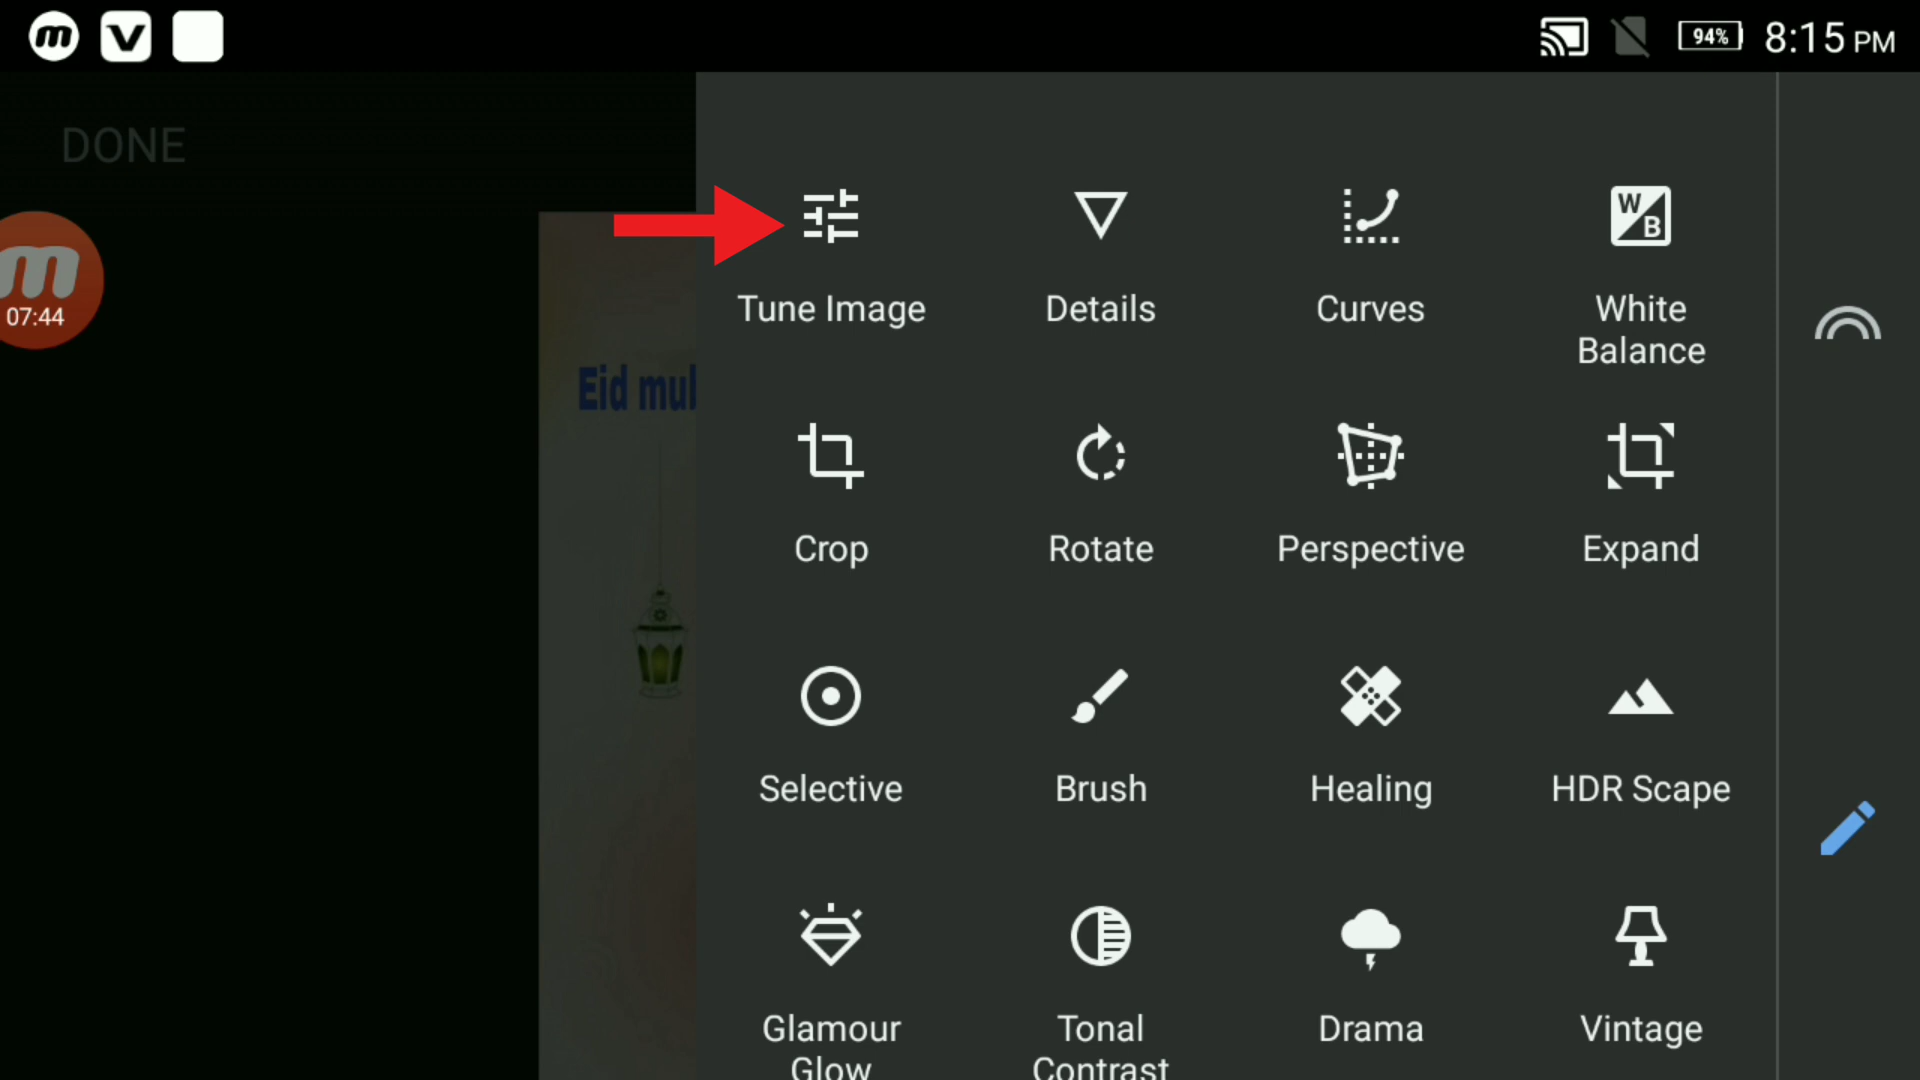 94% 8:15 PM
DONE
07:44
Eid mu
Tune Image
Details
Curves
White
Balance
W
B
Crop
Rotate
Perspective
Expand
Selective
Brush
Healing
HDR Scape
Glamour
Glow
Tonal
Contrast
Drama
Vintage